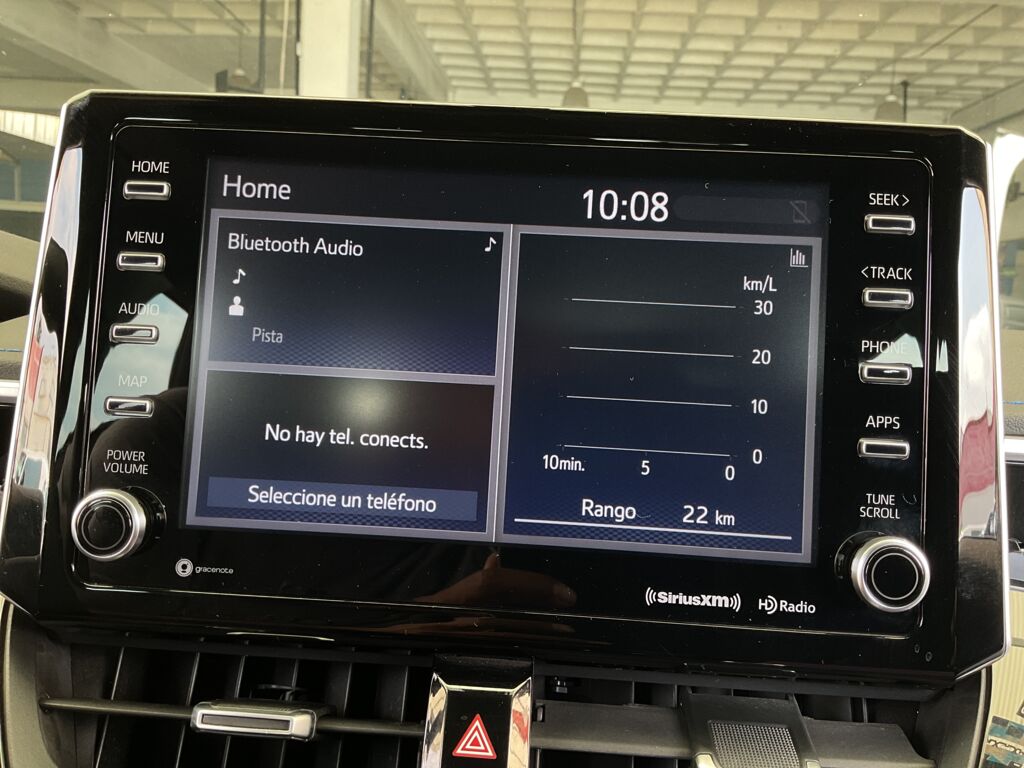 HOME
MENU
AUDIO
MAP
POWER
VOLUME
Home
10:08
Bluetooth Audio
Pista
No hay tel. conects.
Seleccione un teléfono
km/L
30
20
10
0
10min. 5 0
Rango 22 km
SEEK >
< TRACK
PHONE
APPS
TUNE
SCROLL
gracenote
((SiriusXM))
HD Radio